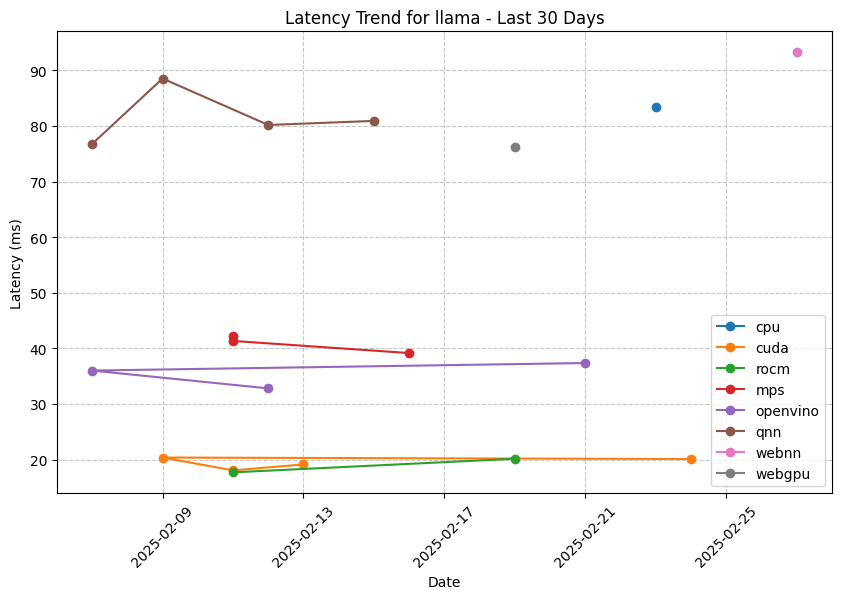 Latency Trend for llama - Last 30 Days
Latency (ms)
90
80
70
60
50
40
30
20
cpu
cuda
rocm
mps
openvino
qnn
webnn
webgpu
2025-02-09
2025-02-13
2025-02-17
2025-02-21
2025-02-25
Date